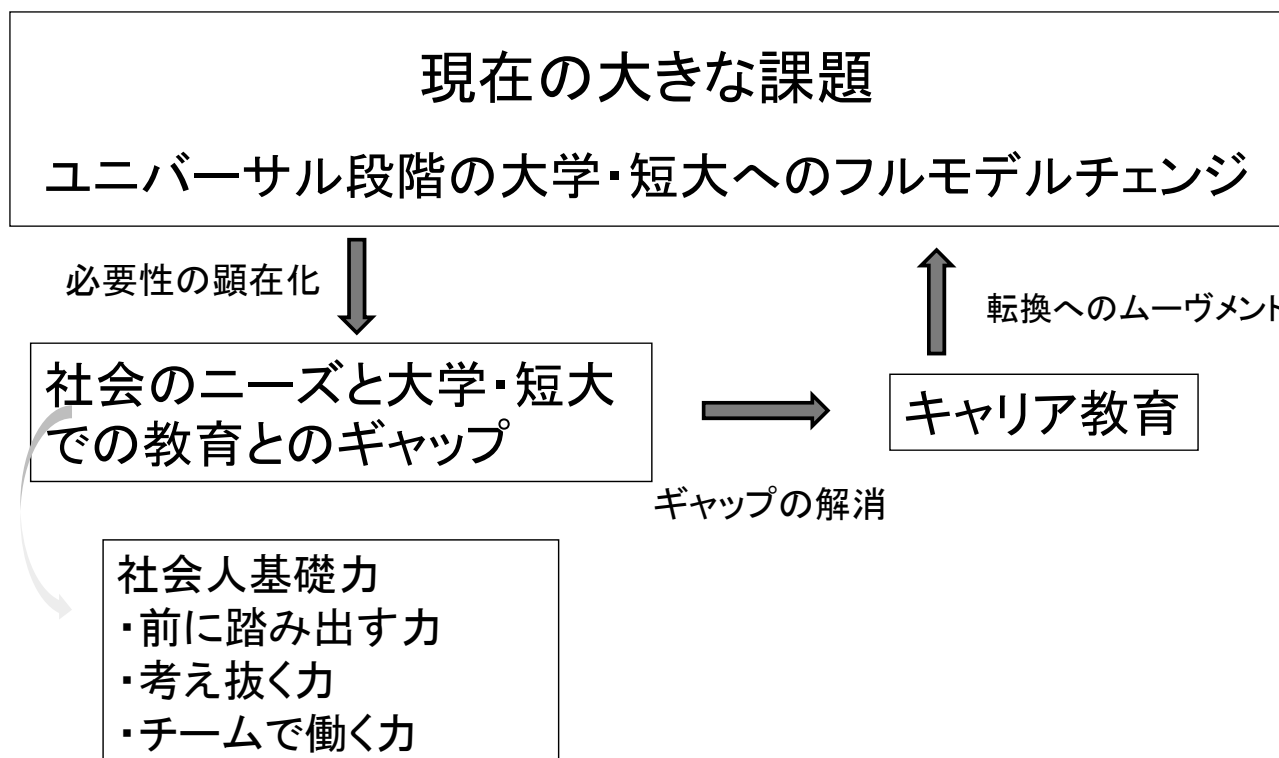 現在の大きな課題
ユニバーサル段階の大学・短大へのフルモデルチェンジ
必要性の顕在化
転換へのムーヴメント
社会のニーズと大学・短大
での教育とのギャップ
キャリア教育
ギャップの解消
社会人基礎力
・前に踏み出す力
・考え抜く力
・チームで働く力